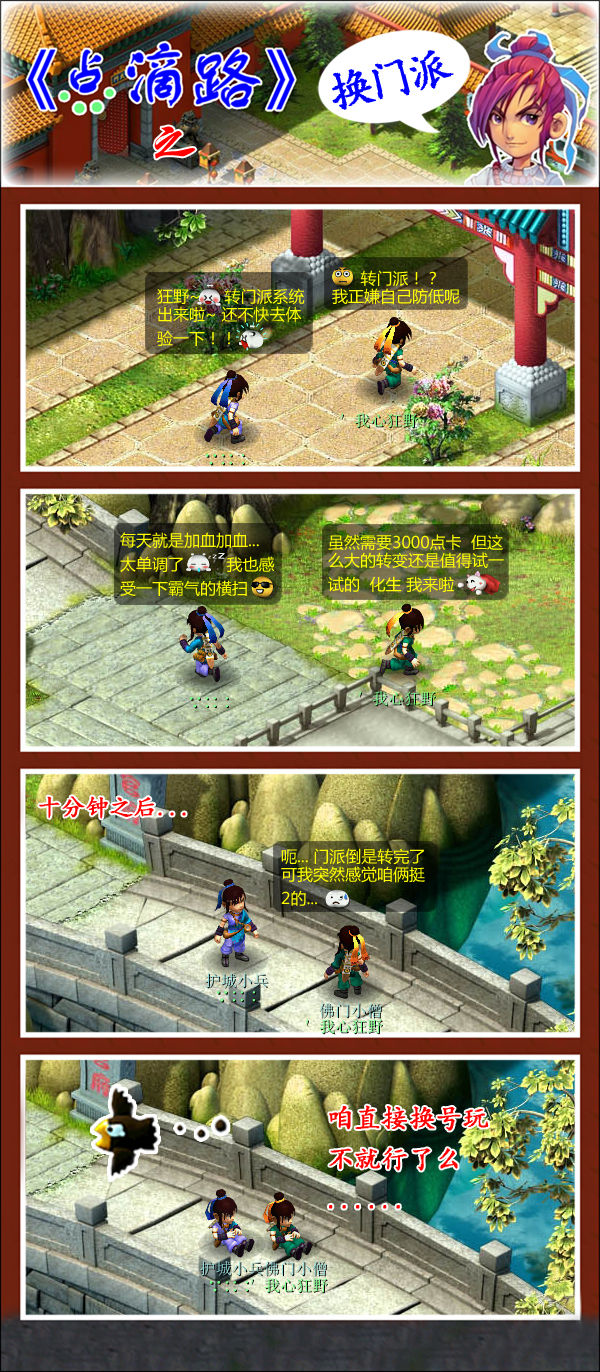 《点滴路》
之
换门派
狂野~ 转门派系统
出来啦~ 还不快去体
验一下！！
转门派！？
我正嫌自己防低呢
′我心狂野
每天就是加血加血...
太单调了 我也感
受一下霸气的横扫
虽然需要3000点卡 但这
么大的转变还是值得试一
试的 化生 我来啦
′我心狂野
十分钟之后...
呃... 门派倒是转完了
可我突然感觉咱俩挺
2的...
护城小兵
佛门小僧
′我心狂野
咱直接换号玩
不就行了么
......
护城小兵
佛门小僧
′我心狂野